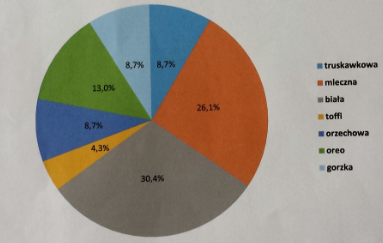 8,7%
8,7%
26,1%
13,0%
8,7%
4,3%
30,4%
truskawkowa
mleczna
biała
toffi
orzechowa
oreo
gorzka